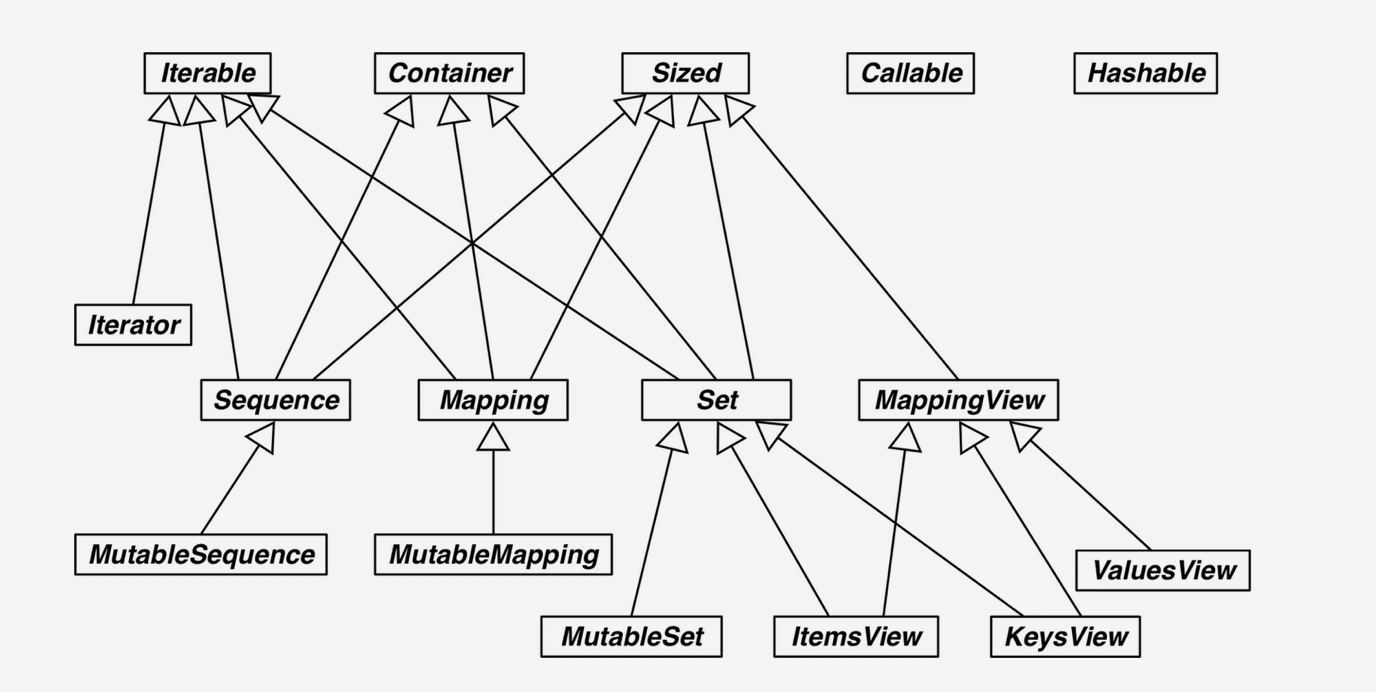 Iterable
Container
Sized
Callable
Hashable
Iterator
Sequence
Mapping
Set
MappingView
MutableSequence
MutableMapping
ValuesView
MutableSet
ItemsView
KeysView